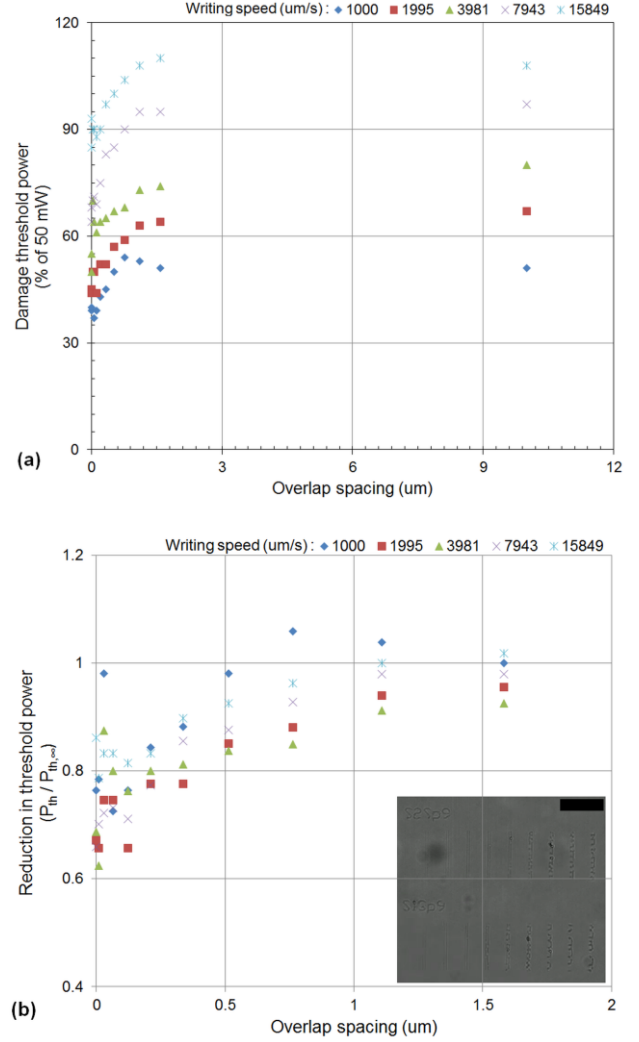 Writing speed (um/s) : 1000 1995 3981 7943 15849
120
90
60
30
0
Damage threshold power
(% of 50 mW)
0 3 6 9 12
Overlap spacing (um)
(a)
Writing speed (um/s) : 1000 1995 3981 7943 15849
1.2
1
0.8
0.6
0.4
Reduction in threshold power
(Pth / Pth,∞)
S2Sp9
S1Sp9
0 0.5 1 1.5 2
Overlap spacing (um)
(b)